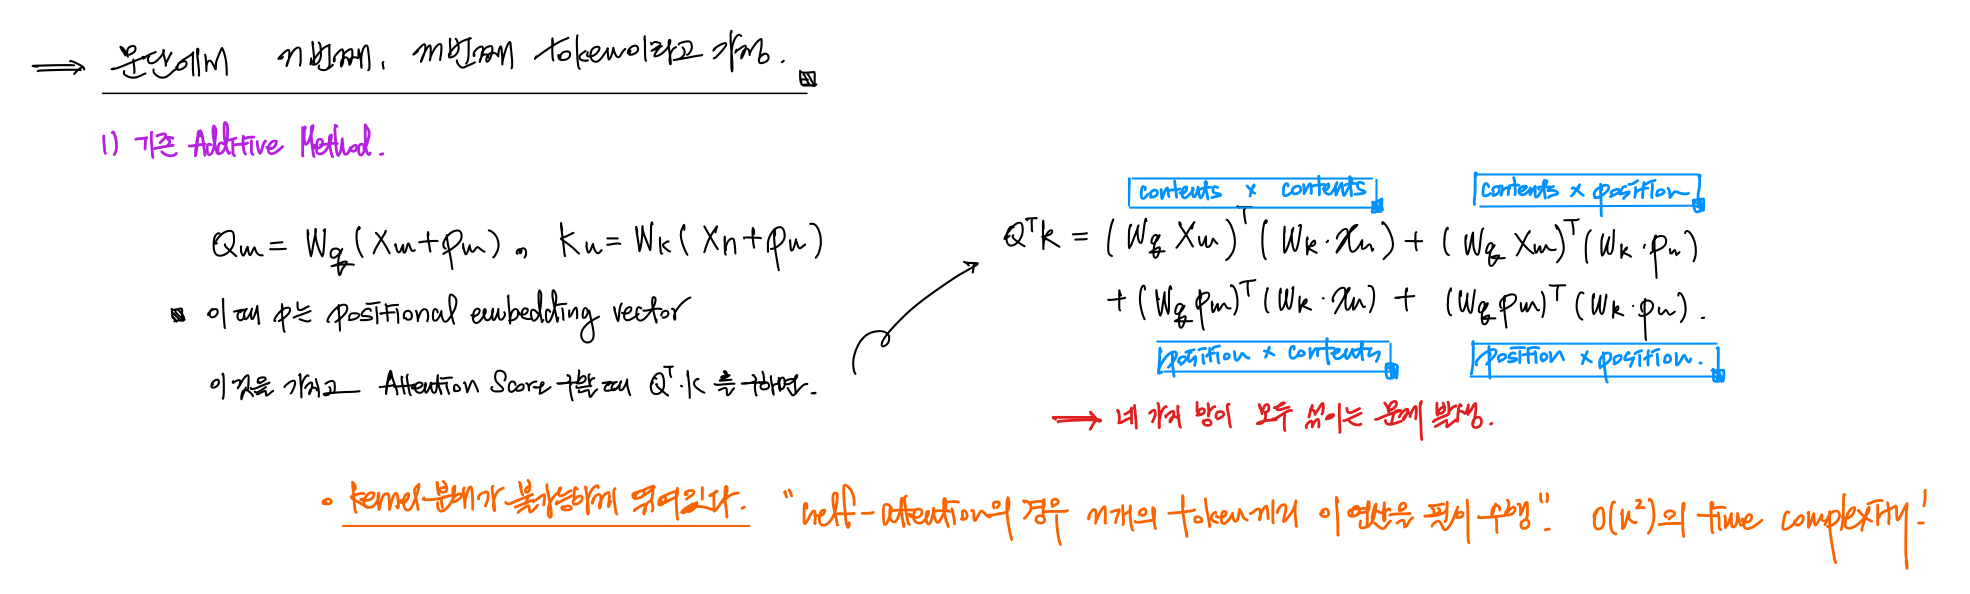 ⇒ 문단에서 n번째, m번째 token이라고 가정.
1) 기존 Additive Method.
Qm = Wq(Xm+pm), Kn = Wk(Xn+pn)
이때 p는 positional embedding vector
이것을 가지고 Attention Score 구할 때 Q^T·K 를 구하면.
contents x contents contents x position
Q^T K = (Wq Xm)^T (Wk·Xn) + (Wq Xm)^T (Wk·pn)
+ (Wq pm)^T (Wk·Xn) + (Wq pm)^T (Wk·pn).
position x contents position x position.
→ 네 가지 항이 모두 섞이는 문제 발생.
• kernel 분해가 불가능하게 엮여있다. "self-attention의 경우 n개의 token끼리 이 연산을 수행". O(n²)의 time complexity!